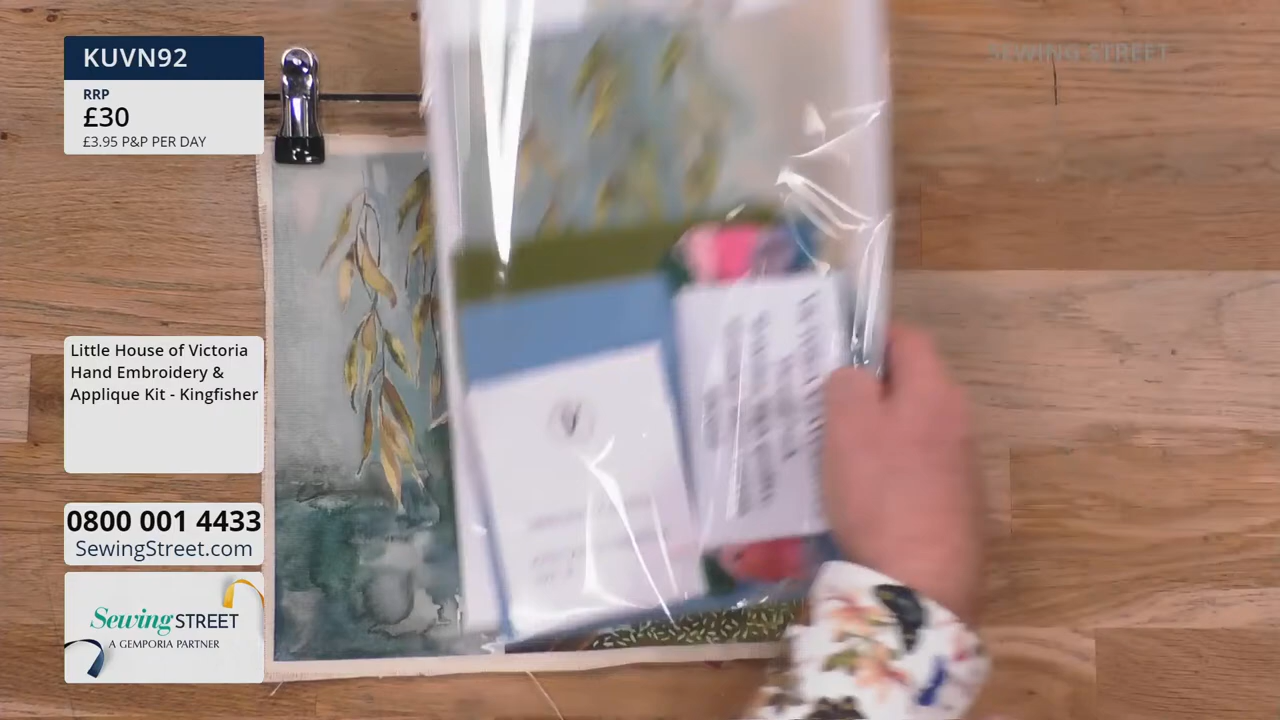 KUVN92
RRP
£30
£3.95 P&P PER DAY
SEWING STREET
Little House of Victoria
Hand Embroidery &
Applique Kit - Kingfisher
0800 001 4433
SewingStreet.com
Sewing STREET
A GEMPORIA PARTNER